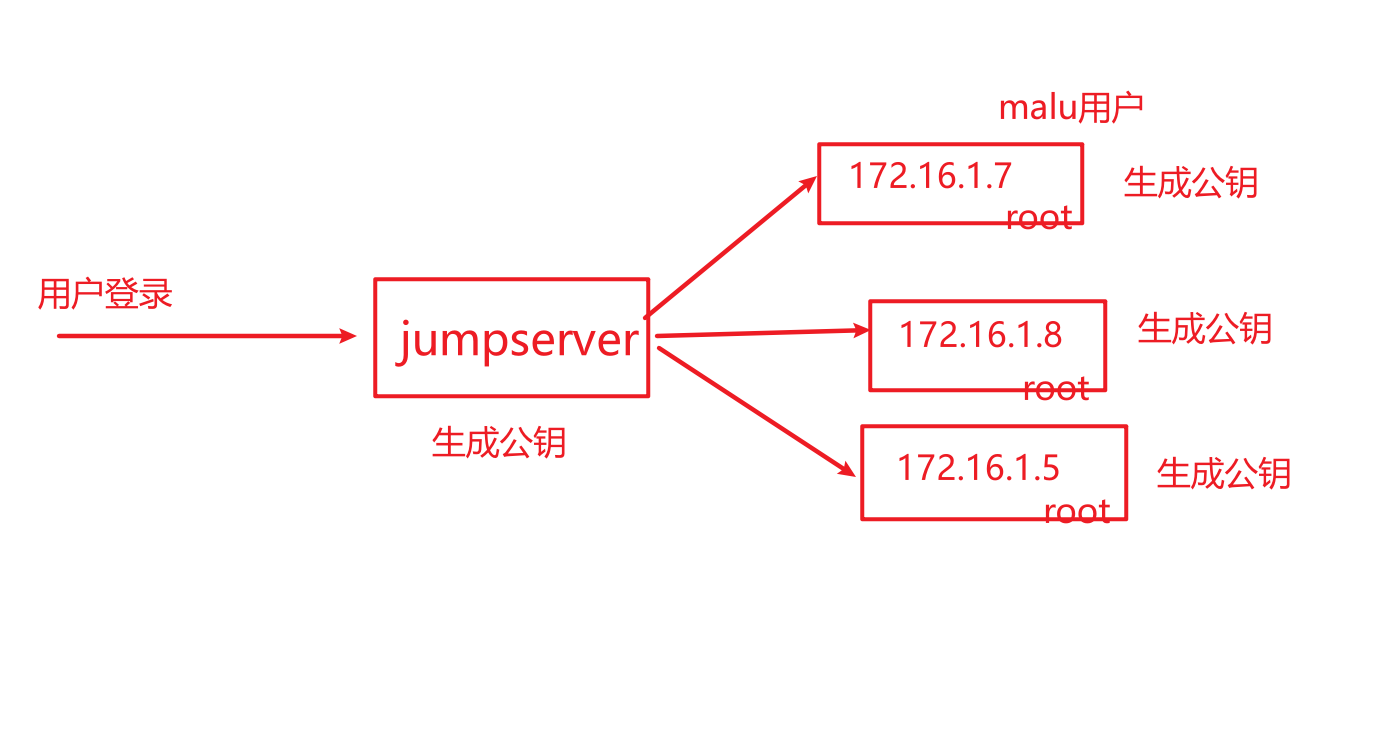 malu用户
172.16.1.7
root
生成公钥
用户登录
jumpserver
生成公钥
172.16.1.8
root
生成公钥
172.16.1.5
root
生成公钥